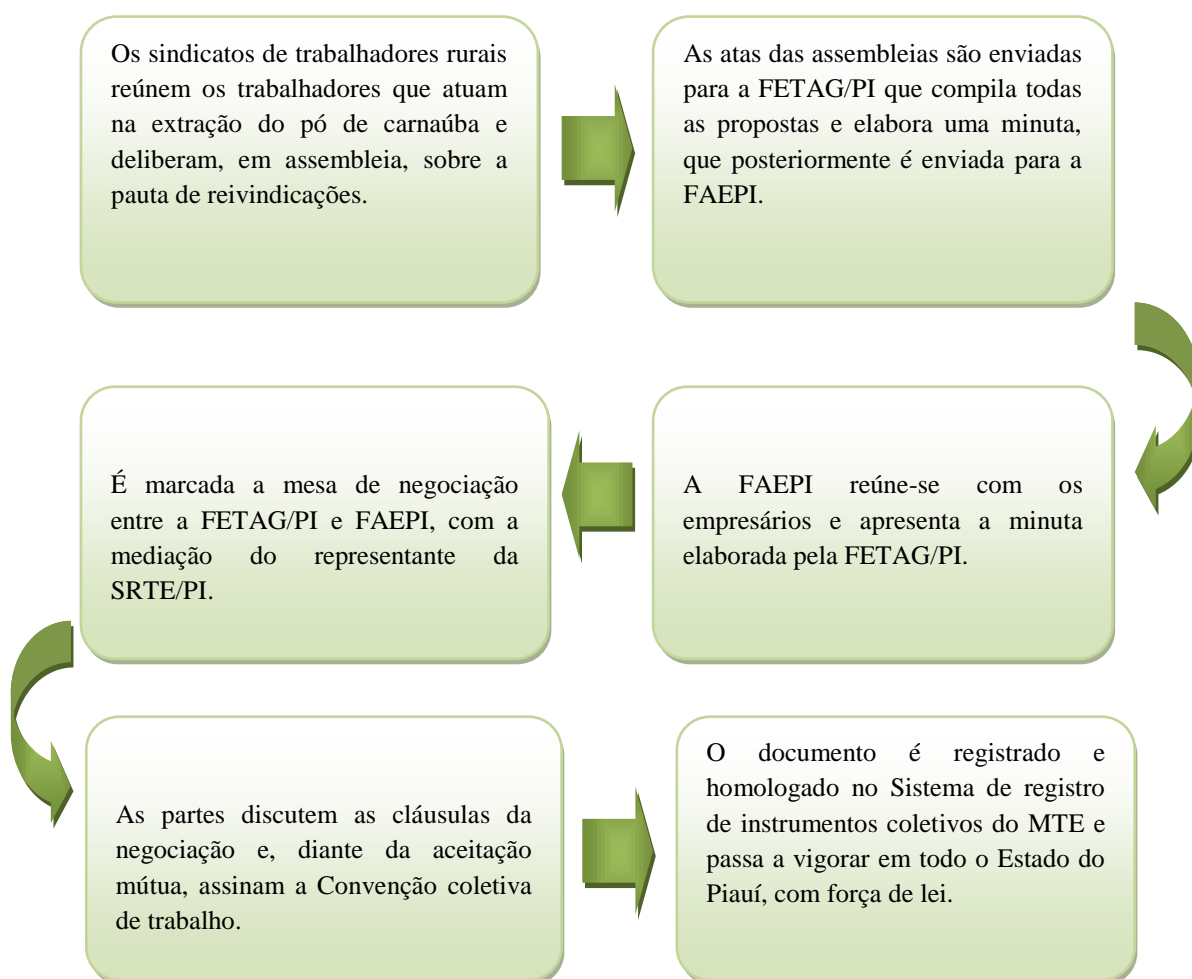 Os sindicatos de trabalhadores rurais
reúnem os trabalhadores que atuam
na extração do pó de carnaúba e
deliberam, em assembleia, sobre a
pauta de reivindicações.
As atas das assembleias são enviadas
para a FETAG/PI que compila todas
as propostas e elabora uma minuta,
que posteriormente é enviada para a
FAEPI.
A FAEPI reúne-se com os
empresários e apresenta a minuta
elaborada pela FETAG/PI.
É marcada a mesa de negociação
entre a FETAG/PI e FAEPI, com a
mediação do representante da
SRTE/PI.
As partes discutem as cláusulas da
negociação e, diante da aceitação
mútua, assinam a Convenção coletiva
de trabalho.
O documento é registrado e
homologado no Sistema de registro
de instrumentos coletivos do MTE e
passa a vigorar em todo o Estado do
Piauí, com força de lei.